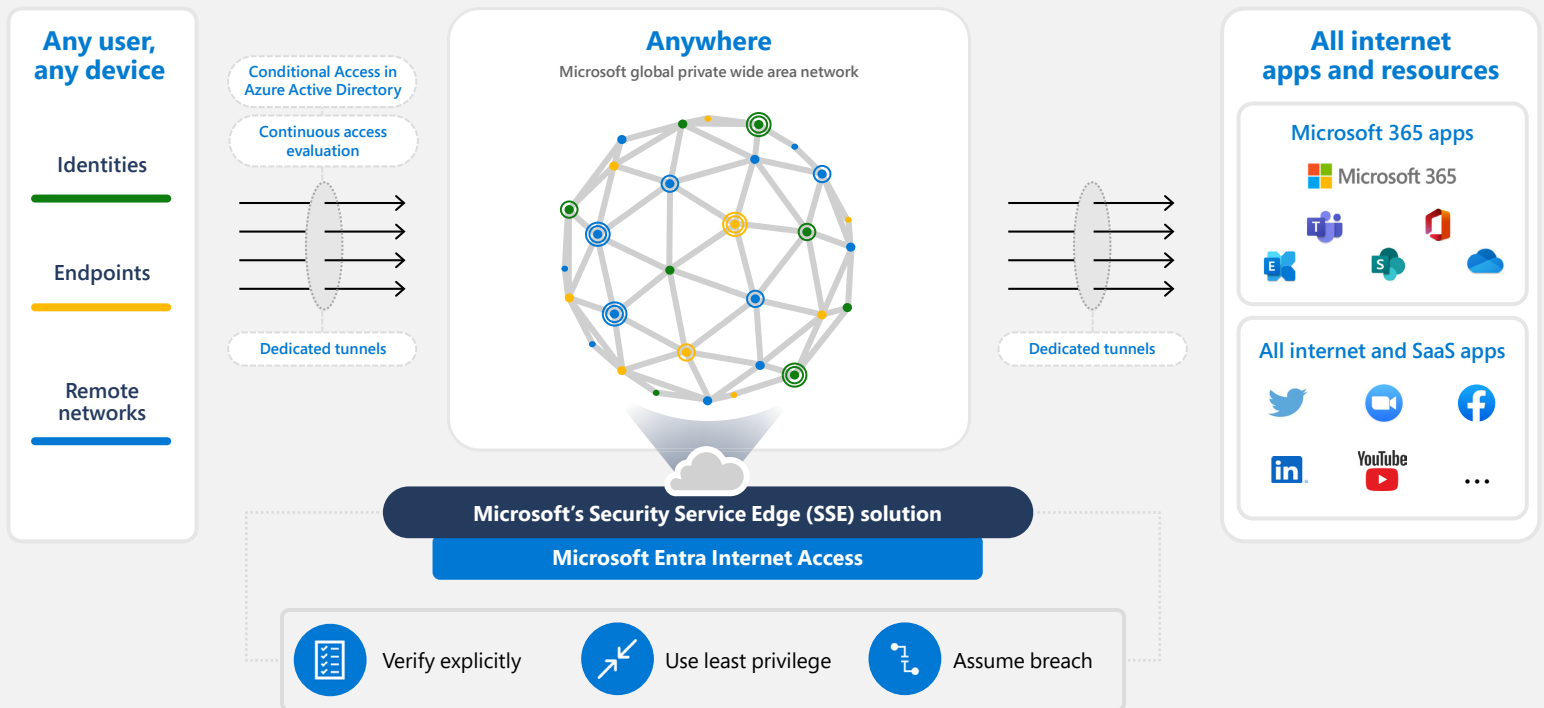 Any user,
any device
Identities
Endpoints
Remote
networks
Conditional Access in
Azure Active Directory
Continuous access
evaluation
Dedicated tunnels
Anywhere
Microsoft global private wide area network
Dedicated tunnels
All internet
apps and resources
Microsoft 365 apps
Microsoft 365
T
E
S
All internet and SaaS apps
f
in
YouTube
...
Microsoft’s Security Service Edge (SSE) solution
Microsoft Entra Internet Access
Verify explicitly
Use least privilege
Assume breach